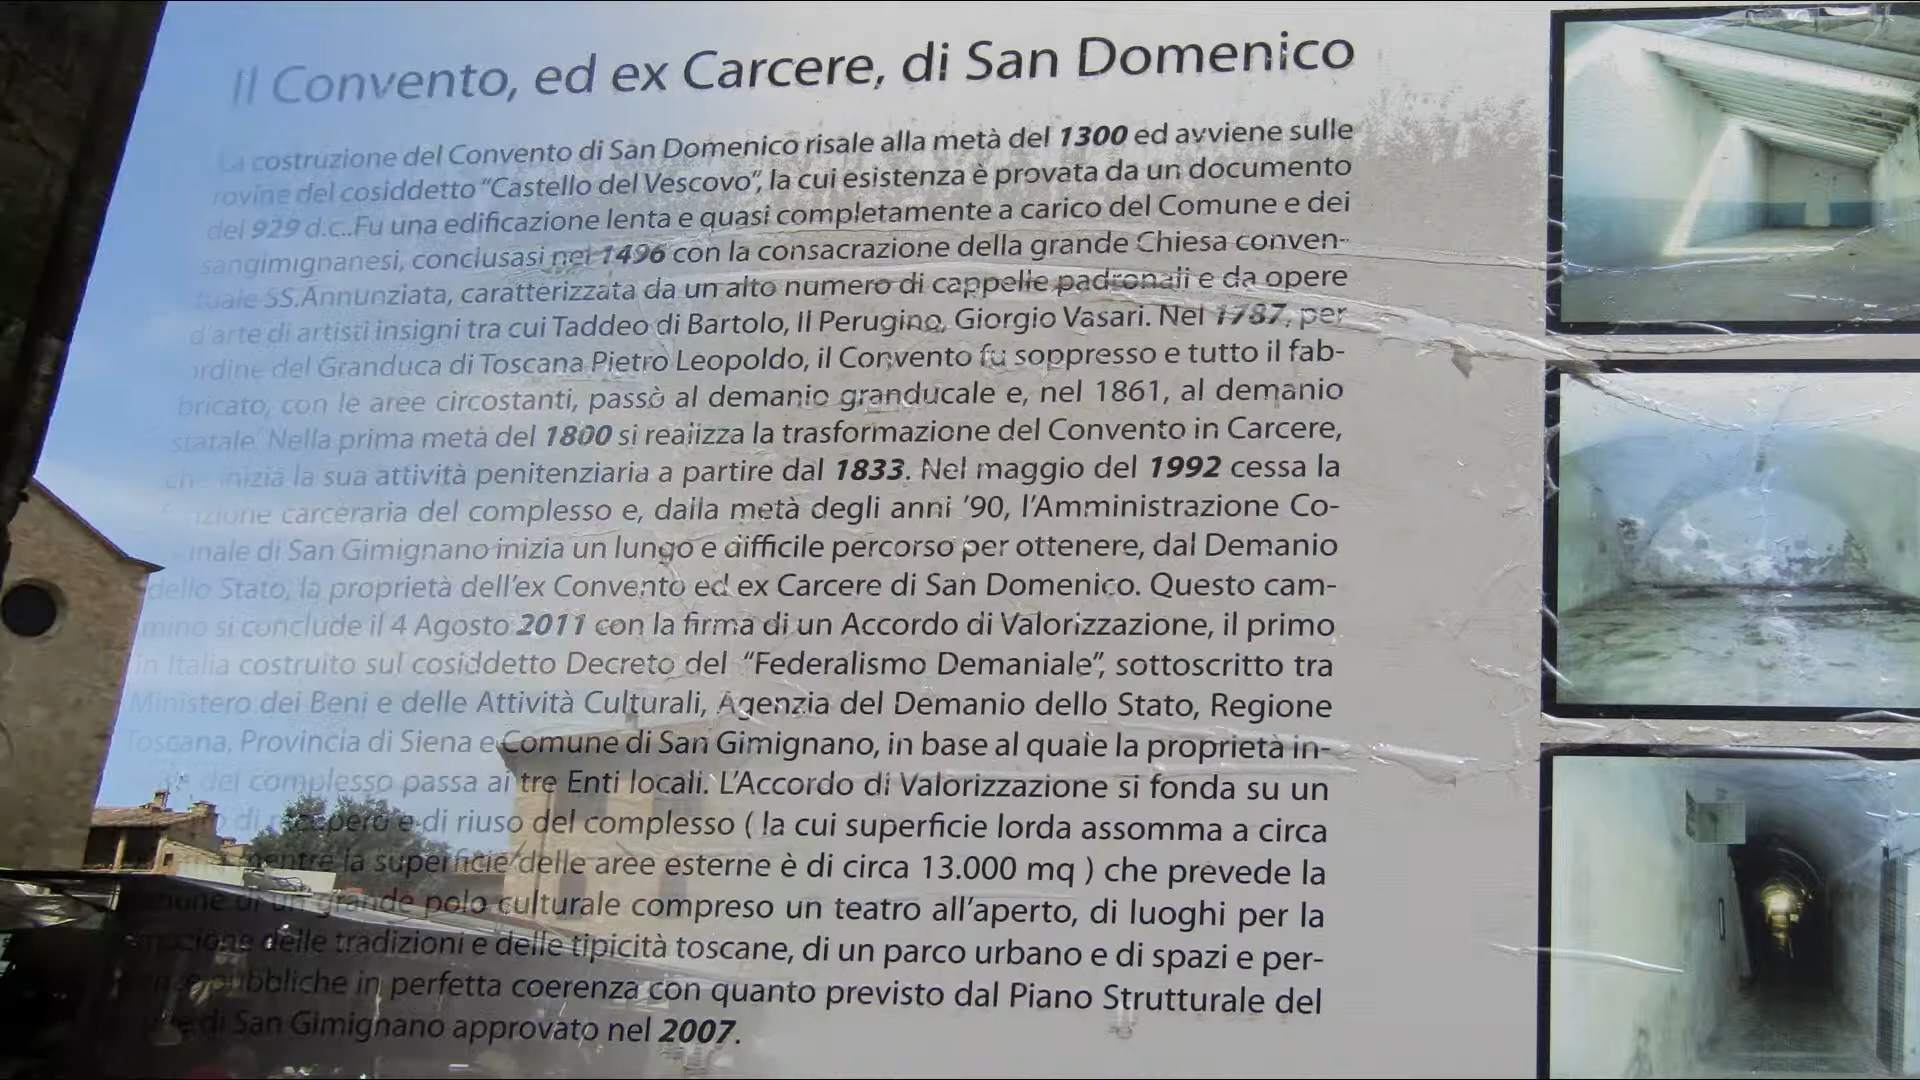 Il Convento, ed ex Carcere, di San Domenico
La costruzione del Convento di San Domenico risale alla metà del 1300 ed avviene sulle
rovine del cosiddetto "Castello del Vescovo", la cui esistenza è provata da un documento
del 929 d.c..Fu una edificazione lenta e quasi completamente a carico del Comune e dei
sangimignanesi, conclusasi nel 1496 con la consacrazione della grande Chiesa conven-
tuale SS.Annunziata, caratterizzata da un alto numero di cappelle padronali e da opere
d'arte di artisti insigni tra cui Taddeo di Bartolo, Il Perugino, Giorgio Vasari. Nel 1787, per
ordine del Granduca di Toscana Pietro Leopoldo, il Convento fu soppresso e tutto il fab-
bricato, con le aree circostanti, passò al demanio granducale e, nel 1861, al demanio
statale. Nella prima metà del 1800 si realizza la trasformazione del Convento in Carcere,
che inizia la sua attività penitenziaria a partire dal 1833. Nel maggio del 1992 cessa la
funzione carceraria del complesso e, dalla metà degli anni '90, l'Amministrazione Co-
munale di San Gimignano inizia un lungo e difficile percorso per ottenere, dal Demanio
dello Stato, la proprietà dell'ex Convento ed ex Carcere di San Domenico. Questo cam-
mino si conclude il 4 Agosto 2011 con la firma di un Accordo di Valorizzazione, il primo
in Italia costruito sul cosiddetto Decreto del "Federalismo Demaniale", sottoscritto tra
Ministero dei Beni e delle Attività Culturali, Agenzia del Demanio dello Stato, Regione
Toscana, Provincia di Siena e Comune di San Gimignano, in base al quale la proprietà in-
del complesso passa ai tre Enti locali. L'Accordo di Valorizzazione si fonda su un
di recupero e di riuso del complesso ( la cui superficie lorda assomma a circa
mentre la superficie delle aree esterne è di circa 13.000 mq ) che prevede la
di un grande polo culturale compreso un teatro all'aperto, di luoghi per la
delle tradizioni e delle tipicità toscane, di un parco urbano e di spazi e per-
pubbliche in perfetta coerenza con quanto previsto dal Piano Strutturale del
di San Gimignano approvato nel 2007.